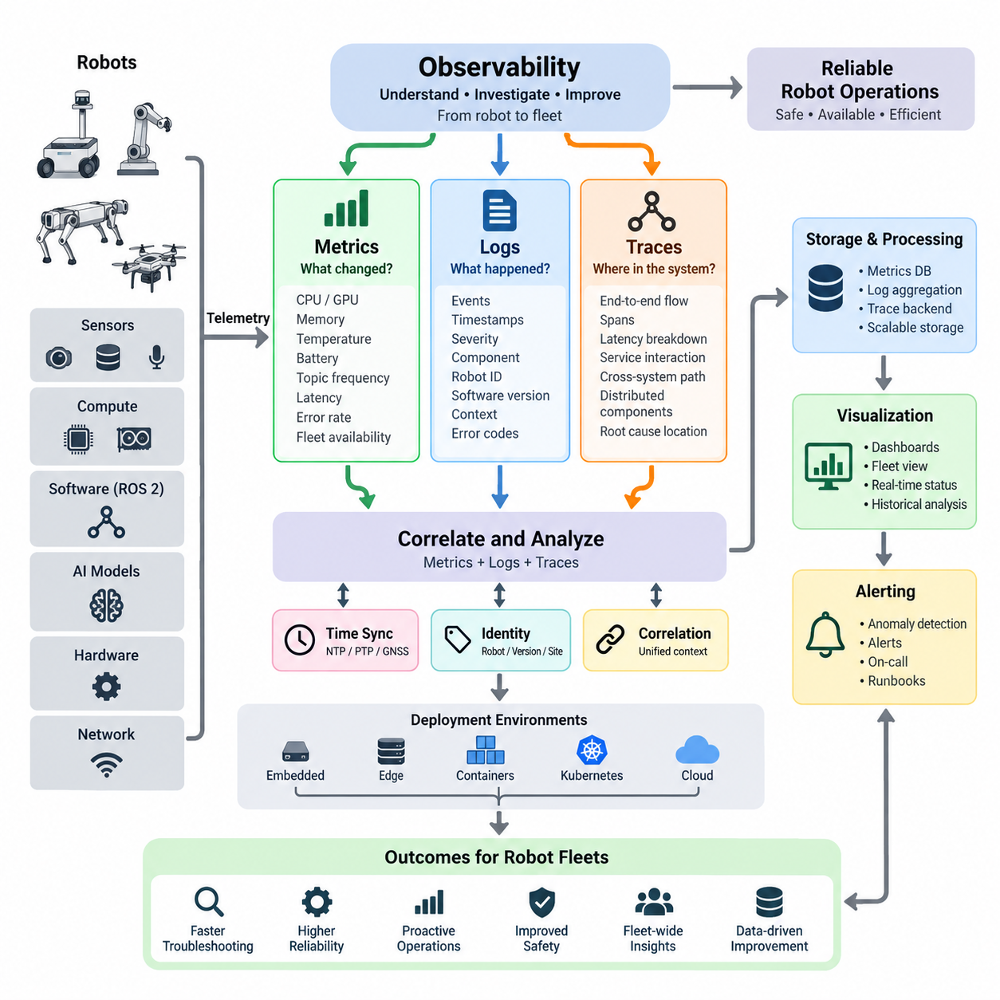 Robots
Observability
Understand • Investigate • Improve
From robot to fleet
Reliable
Robot Operations
Safe • Available • Efficient
Telemetry
Sensors
Compute
Software (ROS 2)
AI Models
Hardware
Network
Metrics
What changed?
CPU / GPU
Memory
Temperature
Battery
Topic frequency
Latency
Error rate
Fleet availability
Logs
What happened?
Events
Timestamps
Severity
Component
Robot ID
Software version
Context
Error codes
Traces
Where in the system?
End-to-end flow
Spans
Latency breakdown
Service interaction
Cross-system path
Distributed
components
Root cause location
Storage & Processing
• Metrics DB
• Log aggregation
• Trace backend
• Scalable storage
Visualization
• Dashboards
• Fleet view
• Real-time status
• Historical analysis
Alerting
• Anomaly detection
• Alerts
• On-call
• Runbooks
Correlate and Analyze
Metrics + Logs + Traces
Time Sync
NTP / PTP / GNSS
Identity
Robot / Version / Site
Correlation
Unified context
Deployment Environments
Embedded
Edge
Containers
Kubernetes
Cloud
Outcomes for Robot Fleets
Faster
Troubleshooting
Higher
Reliability
Proactive
Operations
Improved
Safety
Fleet-wide
Insights
Data-driven
Improvement